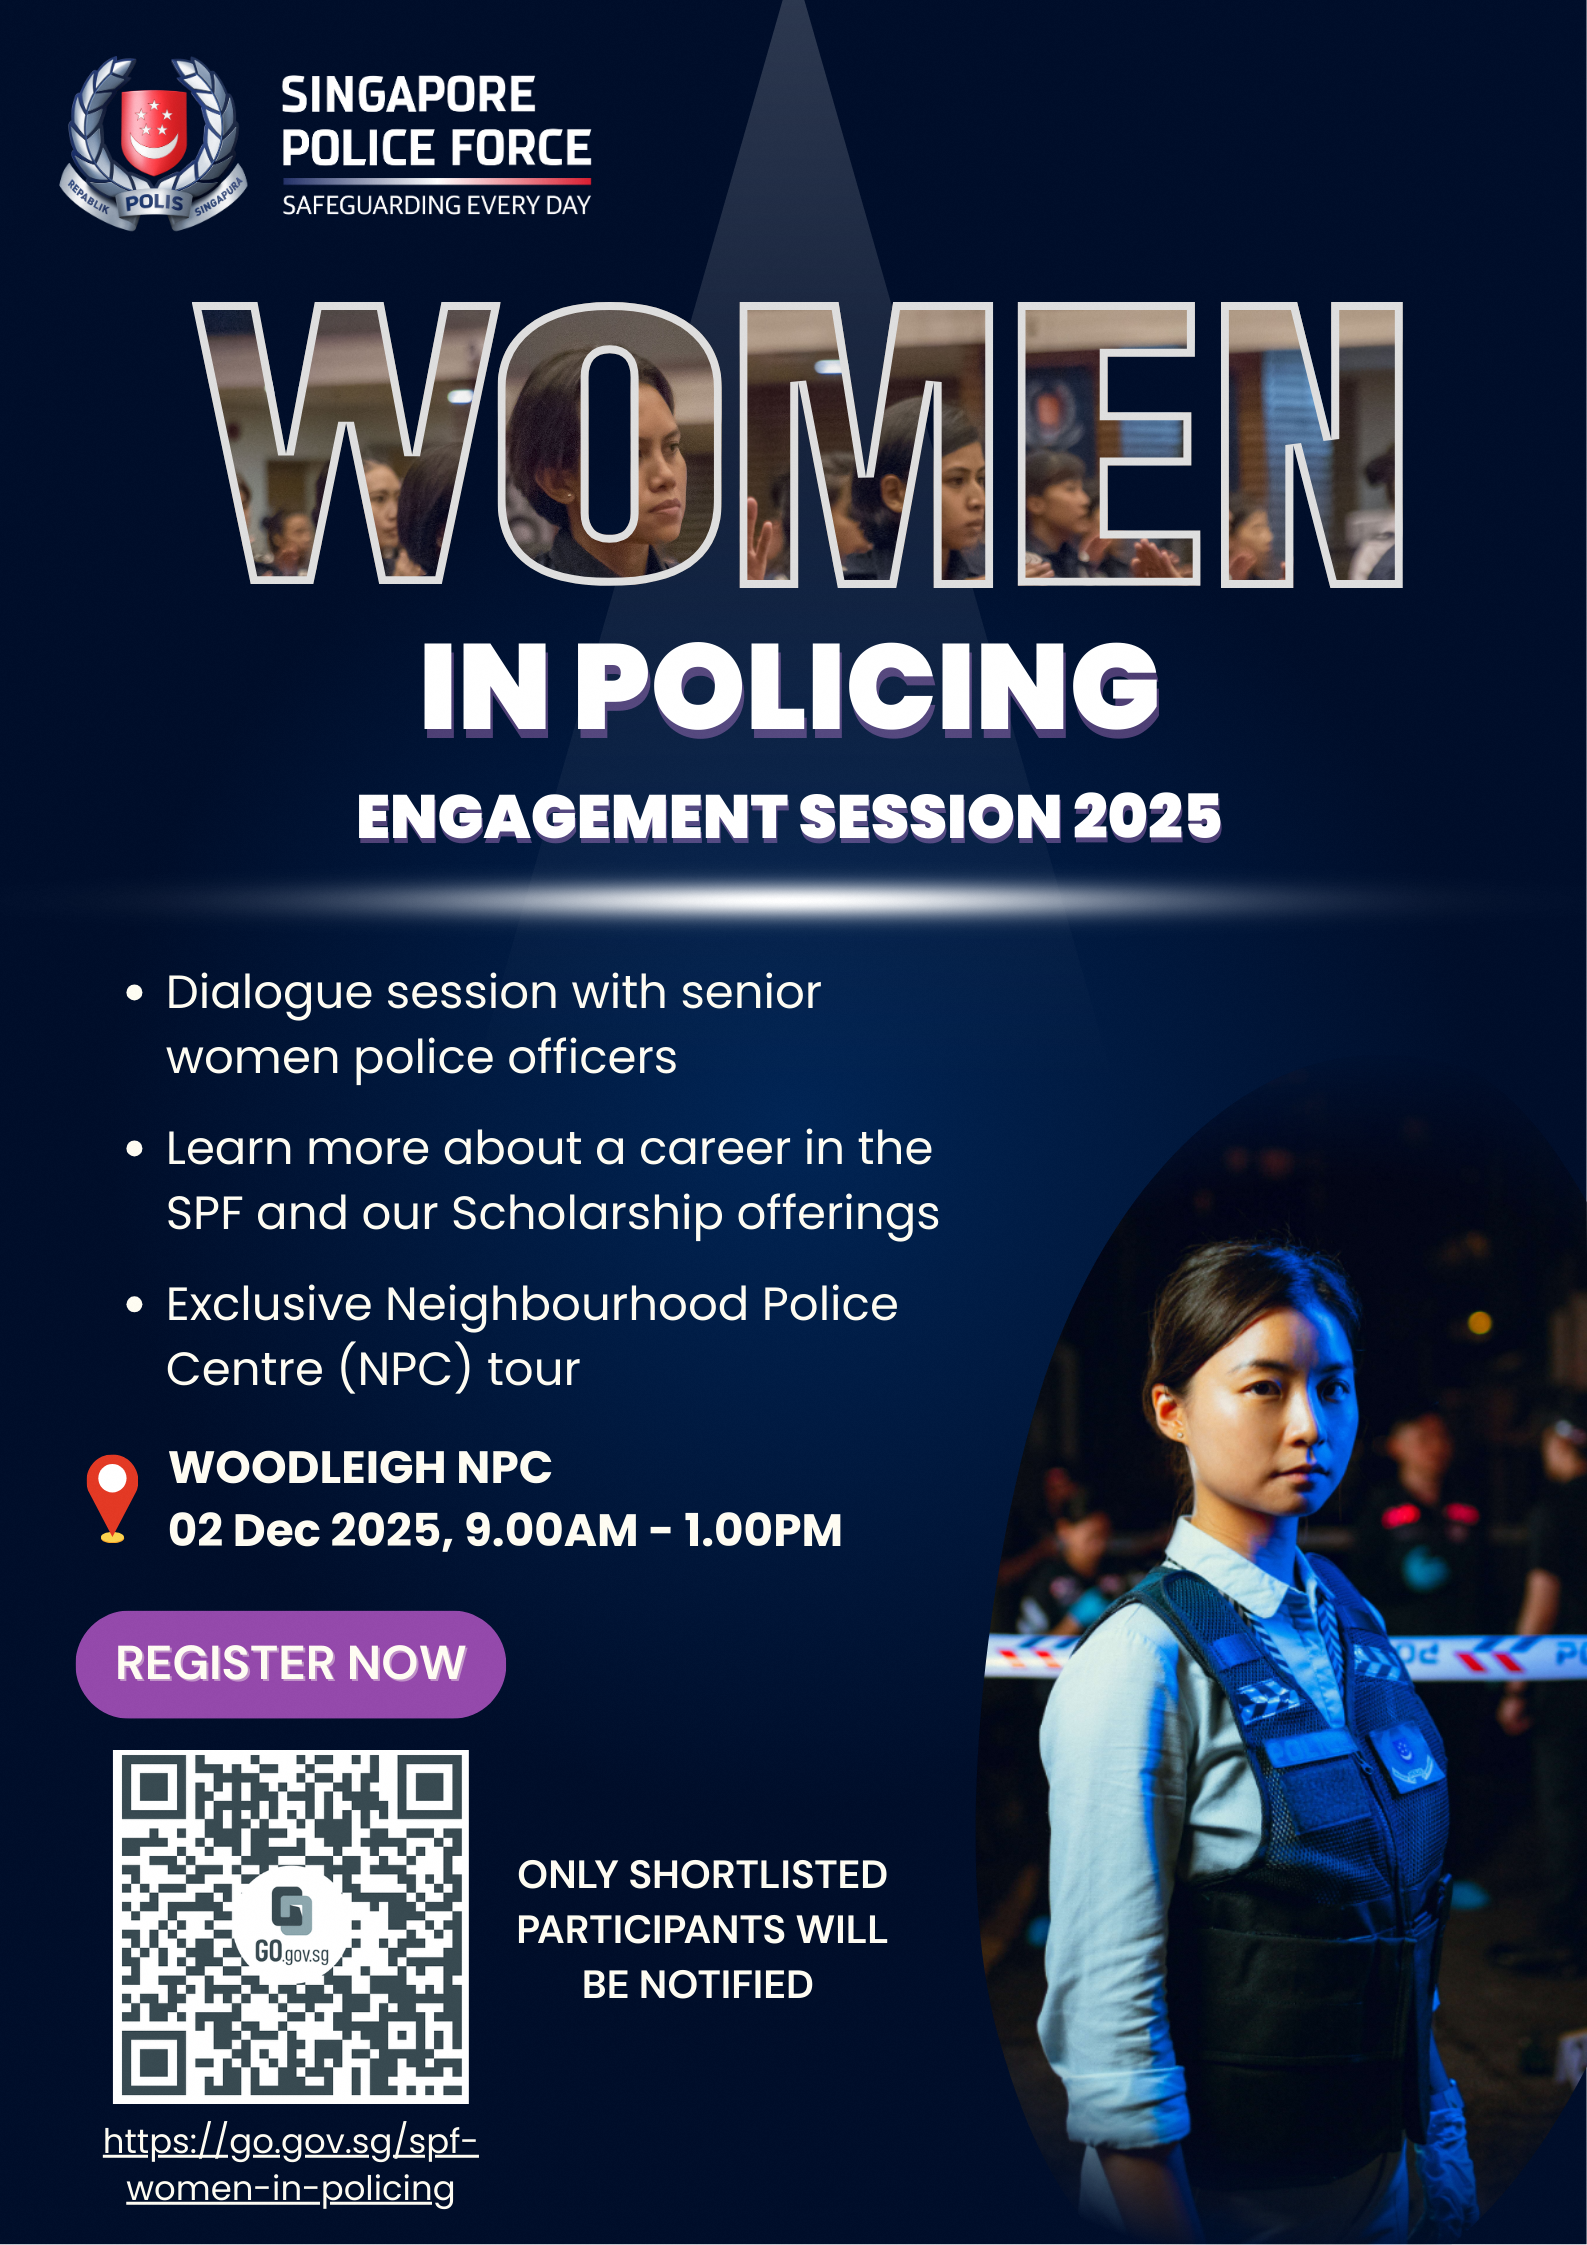 SINGAPORE
POLICE FORCE
SAFEGUARDING EVERY DAY
REPABLIK POLIS SINGAPURA
WOMEN
IN POLICING
ENGAGEMENT SESSION 2025
• Dialogue session with senior
women police officers
• Learn more about a career in the
SPF and our Scholarship offerings
• Exclusive Neighbourhood Police
Centre (NPC) tour
WOODLEIGH NPC
02 Dec 2025, 9.00AM - 1.00PM
REGISTER NOW
GO.gov.sg
ONLY SHORTLISTED
PARTICIPANTS WILL
BE NOTIFIED
https://go.gov.sg/spf-
women-in-policing